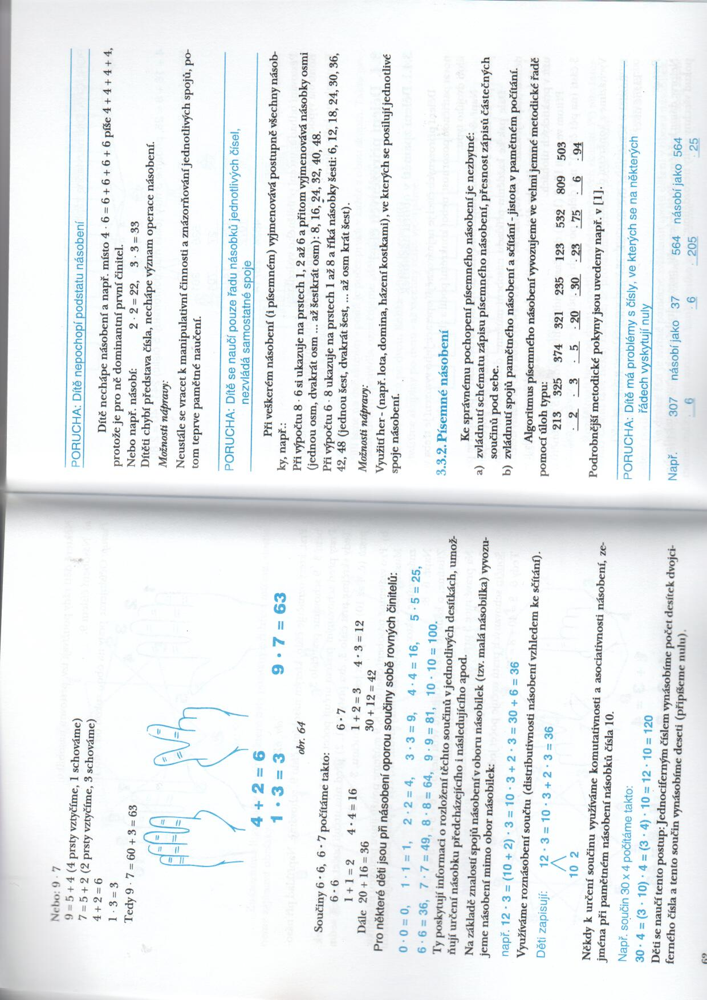 Nebo: 9 · 7
9 = 5 + 4 (4 prsty vztyčíme, 1 schováme)
7 = 5 + 2 (2 prsty vztyčíme, 3 schováme)
4 + 2 = 6
1 · 3 = 3
Tedy 9 · 7 = 60 + 3 = 63
4 + 2 = 6
1 · 3 = 3 9 · 7 = 63
obr. 64
Součiny 6 · 6, 6 · 7 počítáme takto:
6 · 6 6 · 7
1 + 1 = 2 4 · 4 = 16 1 + 2 = 3 4 · 3 = 12
Dále 20 + 16 = 36 30 + 12 = 42
Pro některé děti jsou při násobení oporou součiny sobě rovných činitelů:
0 · 0 = 0, 1 · 1 = 1, 2 · 2 = 4, 3 · 3 = 9, 4 · 4 = 16, 5 · 5 = 25,
6 · 6 = 36, 7 · 7 = 49, 8 · 8 = 64, 9 · 9 = 81, 10 · 10 = 100.
Ty poskytují informaci o rozložení těchto součinů v jednotlivých desítkách, umož-
ňují určení násobku předcházejícího i následujícího apod.
Na základě znalostí spojů násobení v oboru násobilek (tzv. malá násobilka) vyvozu-
jeme násobení mimo obor násobilek:
např. 12 · 3 = (10 + 2) · 3 = 10 · 3 + 2 · 3 = 30 + 6 = 36
Využíváme roznásobení součtu (distributivnosti násobení vzhledem ke sčítání).
Děti zapisují: 12 · 3 = 10 · 3 + 2 · 3 = 36
10 2
Někdy k určení součinu využíváme komutativnosti a asociativnosti násobení, ze-
jména při pamětném násobení násobků čísla 10.
Např. součin 30 x 4 počítáme takto:
30 · 4 = (3 · 10) · 4 = (3 · 4) · 10 = 12 · 10 = 120
Děti se naučí tento postup: Jednociferným číslem vynásobíme počet desítek dvojci-
ferného čísla a tento součin vynásobíme deseti (připíšeme nulu).
62
PORUCHA: Dítě nepochopí podstatu násobení
Dítě nechápe násobení a např. místo 4 · 6 = 6 + 6 + 6 + 6 píše 4 + 4 + 4 + 4,
protože je pro ně dominantní první činitel.
Nebo např. násobí: 2 · 2 = 22, 3 · 3 = 33
Dítěti chybí představa čísla, nechápe význam operace násobení.
Možnosti nápravy:
Neustále se vracet k manipulativní činnosti a znázorňování jednotlivých spojů, po-
tom teprve pamětné naučení.
PORUCHA: Dítě se naučí pouze řadu násobků jednotlivých čísel,
nezvládá samostatné spoje
Při veškerém násobení (i písemném) vyjmenovává postupně všechny násob-
ky, např.:
Při výpočtu 8 · 6 si ukazuje na prstech 1, 2 až 6 a přitom vyjmenovává násobky osmi
(jednou osm, dvakrát osm ... až šestkrát osm): 8, 16, 24, 32, 40, 48.
Při výpočtu 6 · 8 ukazuje na prstech 1 až 8 a říká násobky šesti: 6, 12, 18, 24, 30, 36,
42, 48 (jednou šest, dvakrát šest, ... až osm krát šest).
Možnosti nápravy:
Využití her - (např. lota, domina, házení kostkami), ve kterých se posilují jednotlivé
spoje násobení.
3.3.2. Písemné násobení
Ke správnému pochopení písemného násobení je nezbytné:
a) zvládnutí schématu zápisu písemného násobení, přesnost zápisů částečných
součinů pod sebe.
b) zvládnutí spojů pamětného násobení a sčítání - jistota v pamětném počítání.
Algoritmus písemného násobení vyvozujeme ve velmi jemné metodické řadě
pomocí úloh typu:
213 325 374 321 235 123 532 809 503
· 2 · 3 · 5 · 20 · 30 · 23 · 75 · 6 · 94
Podrobnější metodické pokyny jsou uvedeny např. v [1].
PORUCHA: Dítě má problémy s čísly, ve kterých se na některých
řádech vyskytují nuly
Např. 307 násobí jako 37 564 násobí jako 564
· 6 · 6 · 205 · 25